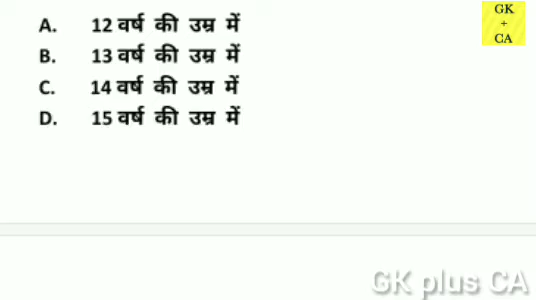 GK
+
CA
A. 12 वर्ष की उम्र में
B. 13 वर्ष की उम्र में
C. 14 वर्ष की उम्र में
D. 15 वर्ष की उम्र में
GK plus CA